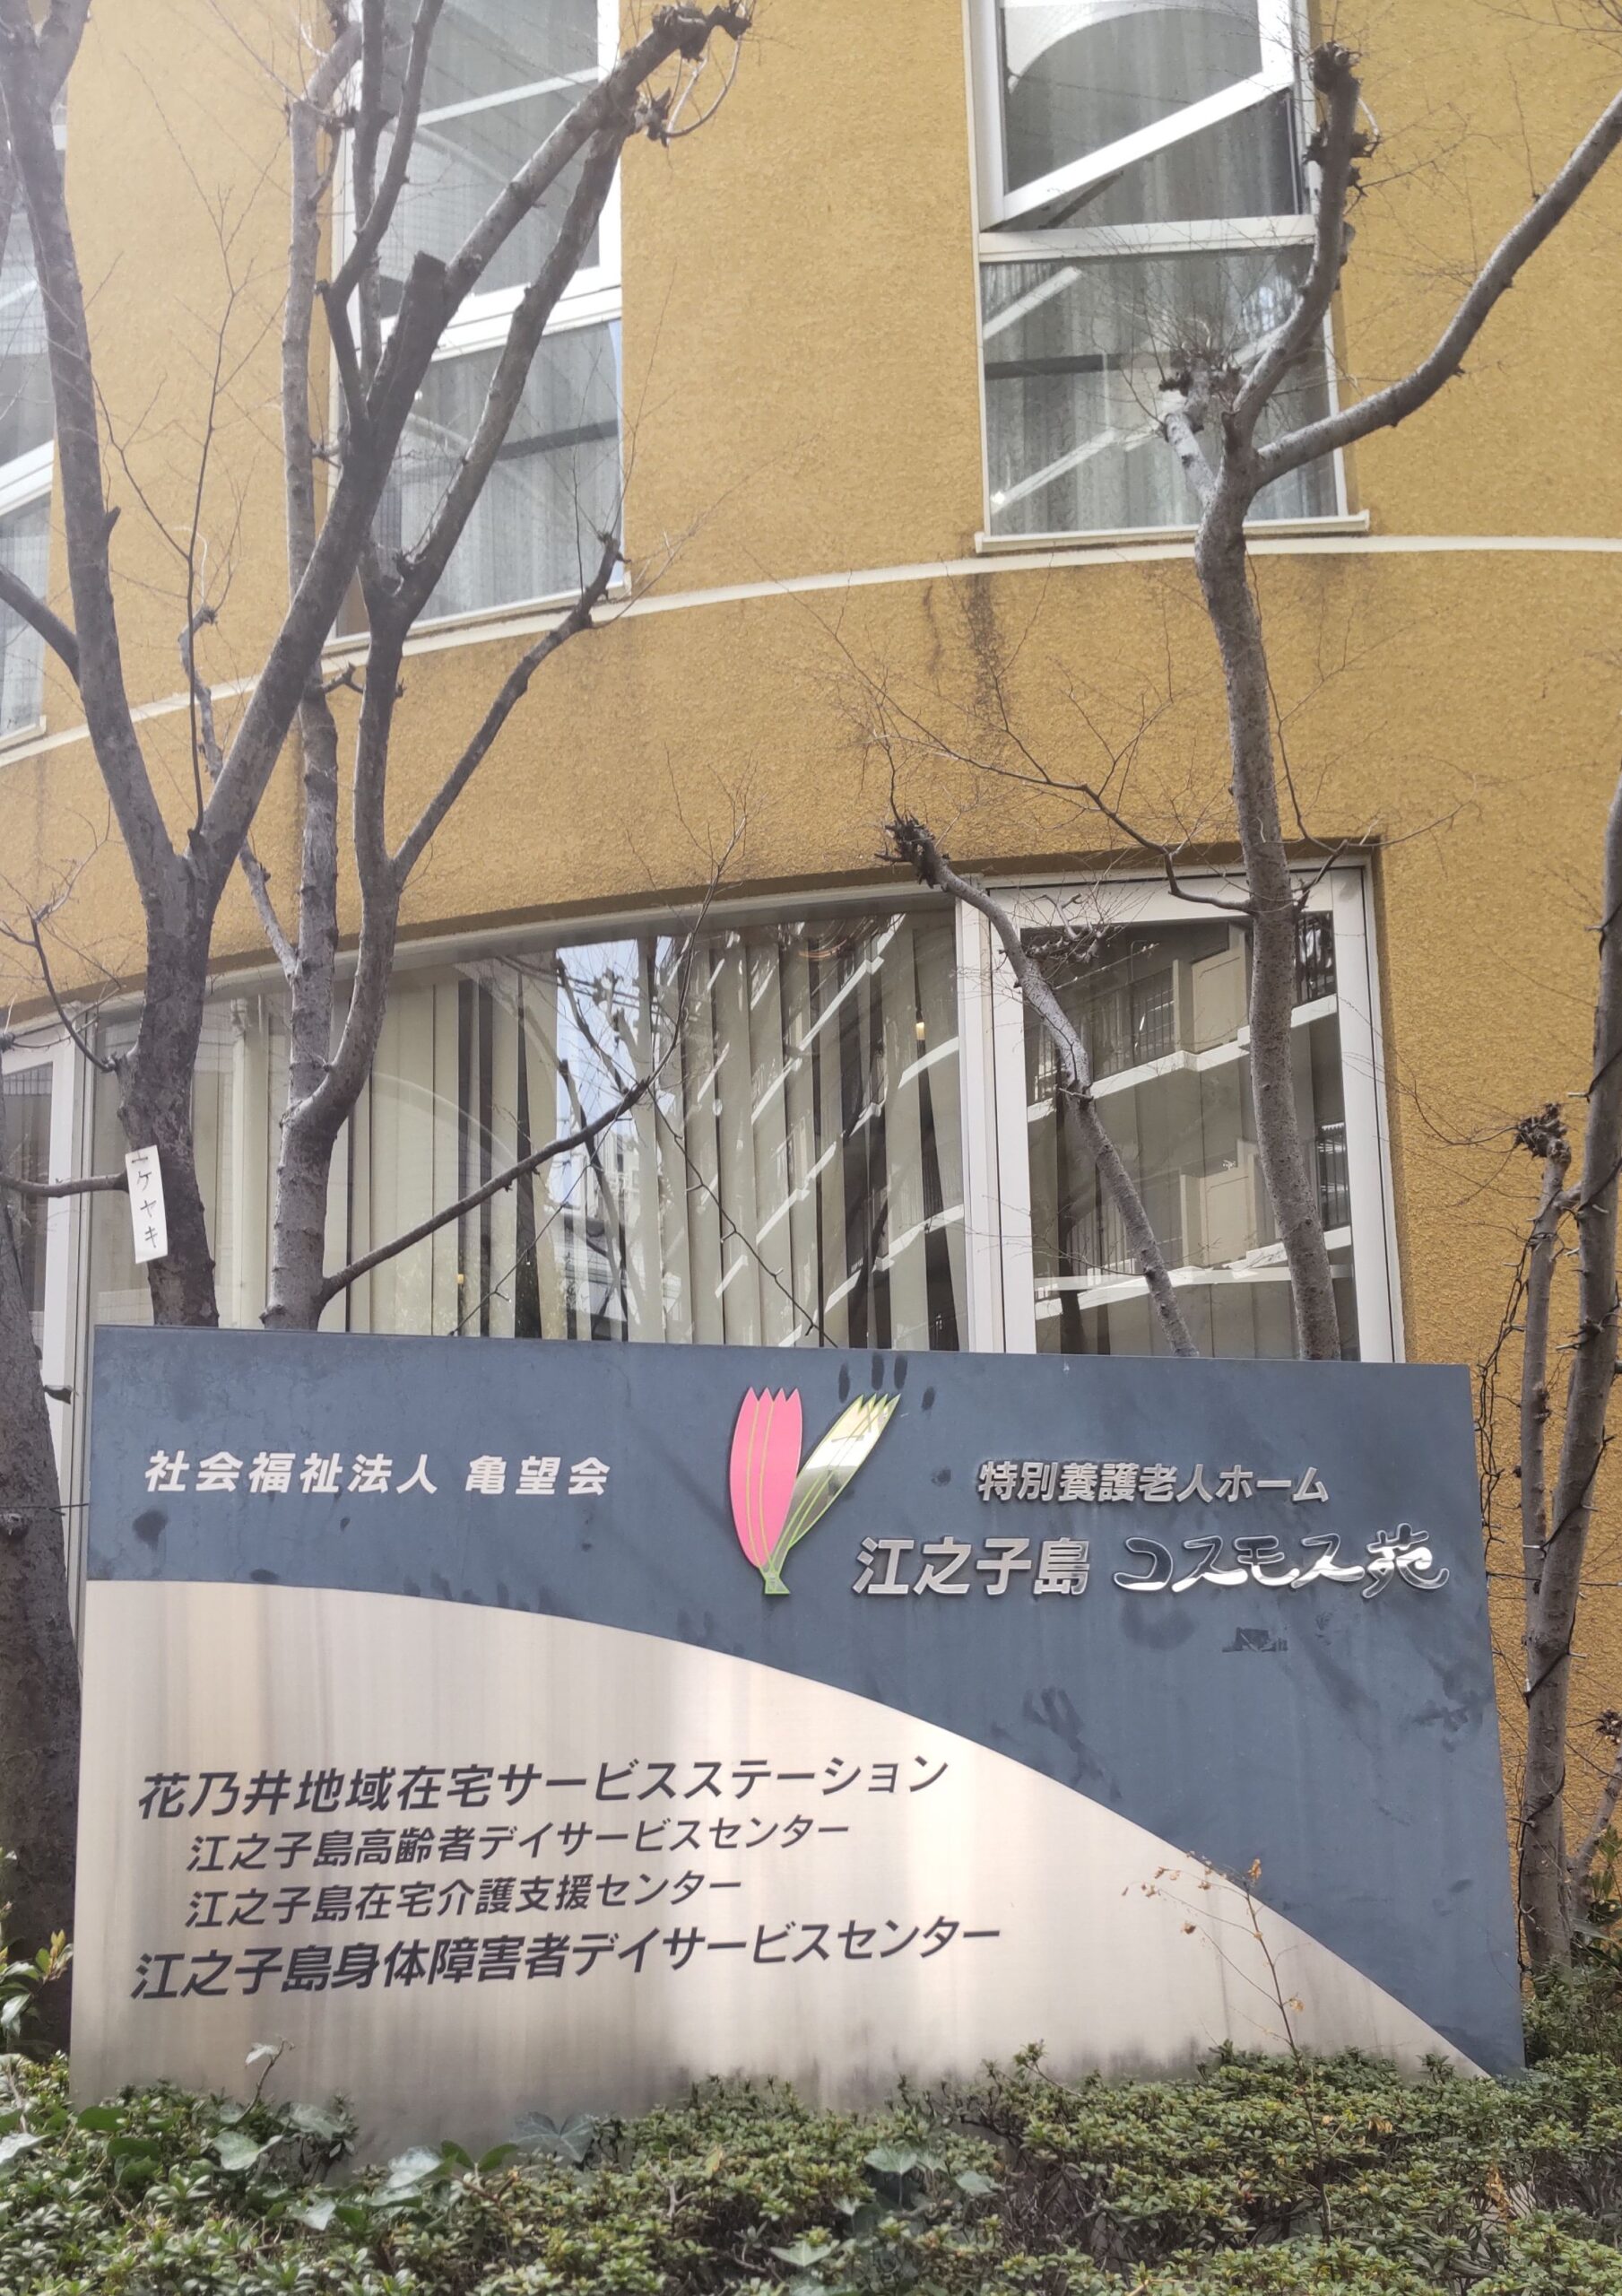 ケヤキ
社会福祉法人 亀望会
特別養護老人ホーム
江之子島 コスモス苑
花乃井地域在宅サービスステーション
江之子島高齢者デイサービスセンター
江之子島在宅介護支援センター
江之子島身体障害者デイサービスセンター